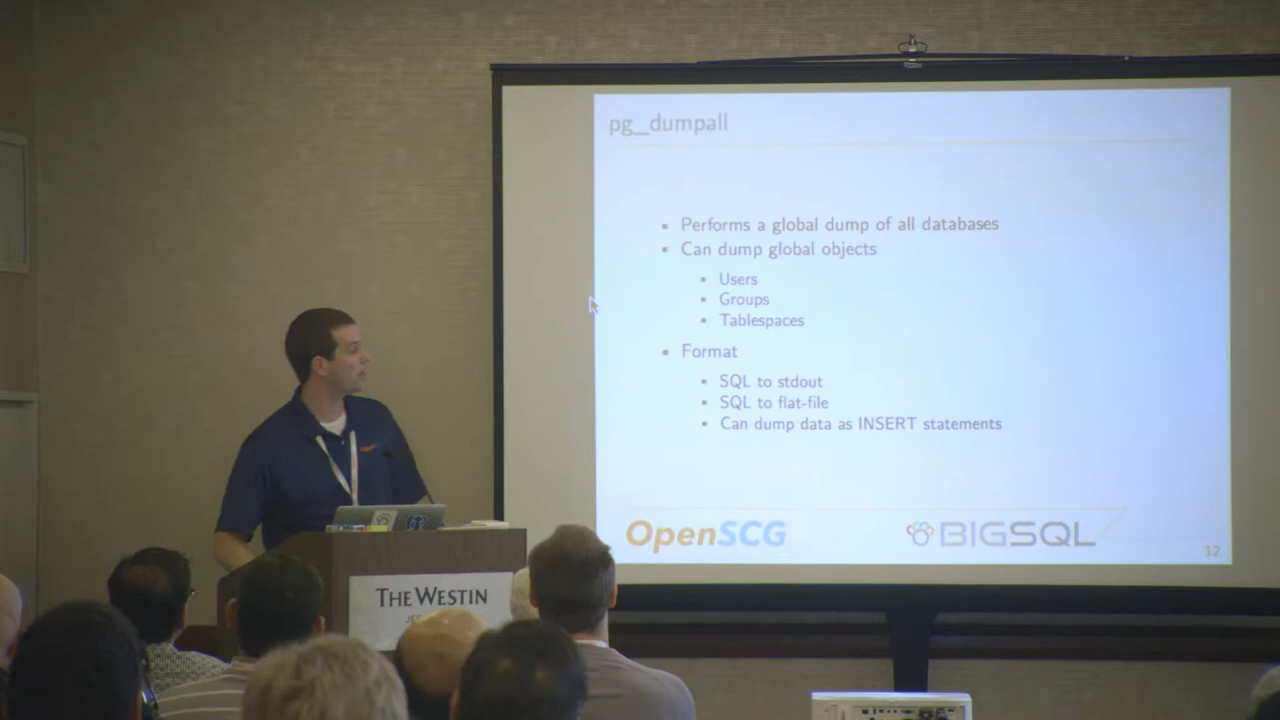 pg_dumpall
Performs a global dump of all databases
Can dump global objects
Users
Groups
Tablespaces
Format
SQL to stdout
SQL to flat-file
Can dump data as INSERT statements
OpenSCG
BIGSQL
12
THE WESTIN